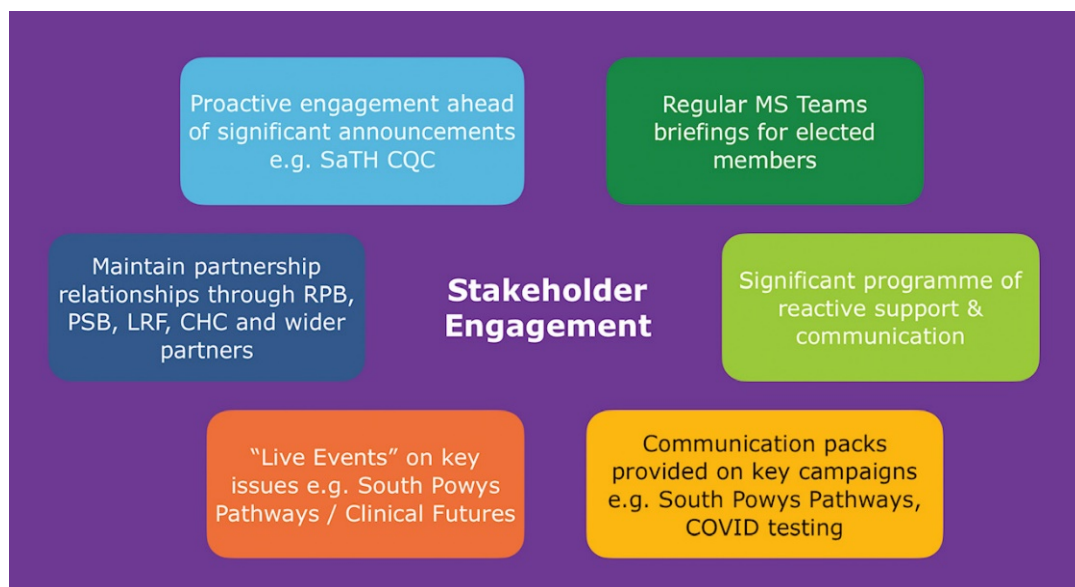 Proactive engagement ahead
of significant announcements
e.g. SaTH CQC
Regular MS Teams
briefings for elected
members
Maintain partnership
relationships through RPB,
PSB, LRF, CHC and wider
partners
Stakeholder
Engagement
Significant programme of
reactive support &
communication
“Live Events” on key
issues e.g. South Powys
Pathways / Clinical Futures
Communication packs
provided on key campaigns
e.g. South Powys Pathways,
COVID testing